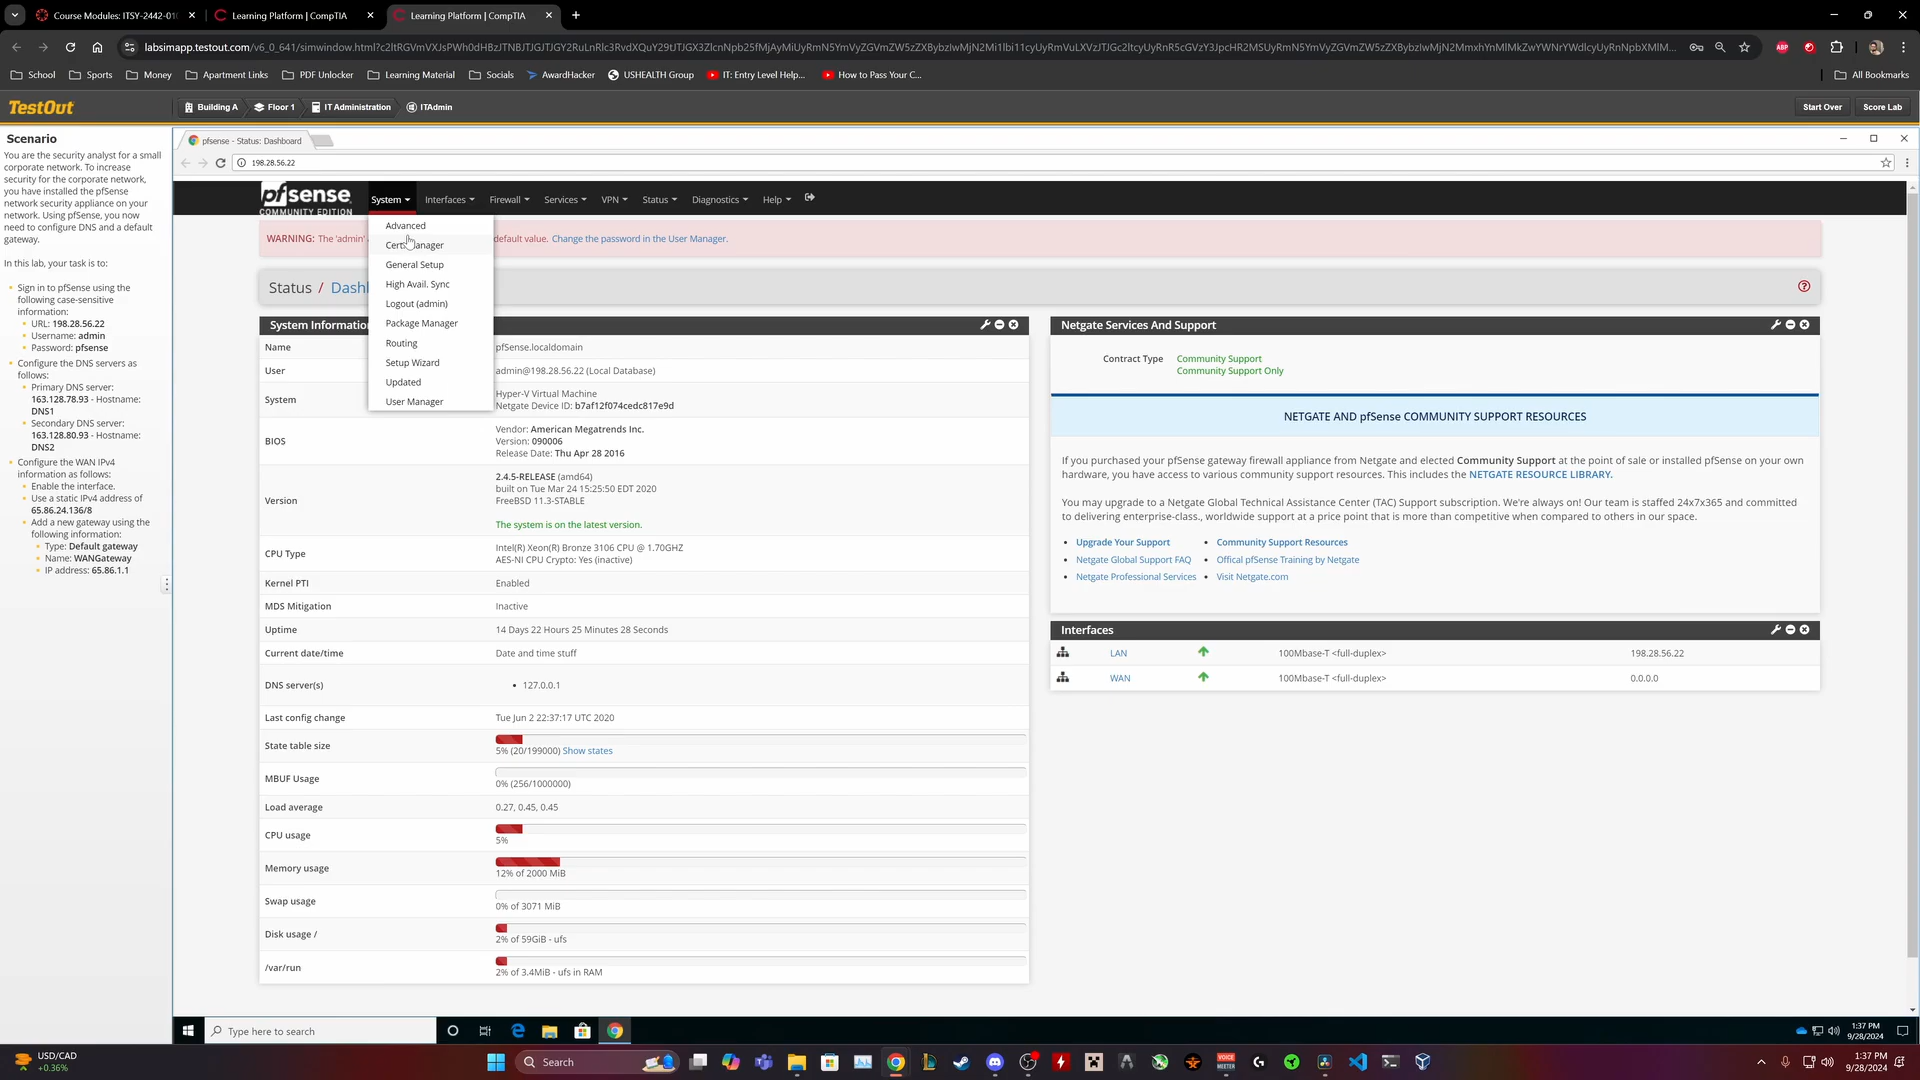 Course Modules: ITSY-2442-010
Learning Platform | CompTIA
Learning Platform | CompTIA
School
Sports
Money
Apartment Links
PDF Unlocker
Learning Material
Socials
AwardHacker
USHEALTH Group
IT: Entry Level Help...
How to Pass Your C...
All Bookmarks
TestOut
Building A
Floor 1
IT Administration
ITAdmin
Start Over
Score Lab
Scenario
You are the security analyst for a small
corporate network. To increase
security for the corporate network,
you have installed the pfSense
network security appliance on your
network. Using pfSense, you now
need to configure DNS and a default
gateway.
In this lab, your task is to:
Sign in to pfSense using the
following case-sensitive
information:
URL: 198.28.56.22
Username: admin
Password: pfsense
Configure the DNS servers as
follows:
Primary DNS server:
163.128.78.93 - Hostname:
DNS1
Secondary DNS server:
163.128.80.93 - Hostname:
DNS2
Configure the WAN IPv4
information as follows:
Enable the interface.
Use a static IPv4 address of
65.86.24.136/8
Add a new gateway using the
following information:
Type: Default gateway
Name: WANGateway
IP address: 65.86.1.1
pfsense - Status: Dashboard
198.28.56.22
pfsense
COMMUNITY EDITION
System
Interfaces
Firewall
Services
VPN
Status
Diagnostics
Help
Advanced
Cert Manager
General Setup
High Avail. Sync
Logout (admin)
Package Manager
Routing
Setup Wizard
Updated
User Manager
WARNING: The 'admin' a default value. Change the password in the User Manager.
Status / Dashb
System Information
Name pfSense.localdomain
User admin@198.28.56.22 (Local Database)
System Hyper-V Virtual Machine
Netgate Device ID: b7af12f074cedc817e9d
BIOS Vendor: American Megatrends Inc.
Version: 090006
Release Date: Thu Apr 28 2016
Version 2.4.5-RELEASE (amd64)
built on Tue Mar 24 15:25:50 EDT 2020
FreeBSD 11.3-STABLE
The system is on the latest version.
CPU Type Intel(R) Xeon(R) Bronze 3106 CPU @ 1.70GHZ
AES-NI CPU Crypto: Yes (inactive)
Kernel PTI Enabled
MDS Mitigation Inactive
Uptime 14 Days 22 Hours 25 Minutes 28 Seconds
Current date/time Date and time stuff
DNS server(s) 127.0.0.1
Last config change Tue Jun 2 22:37:17 UTC 2020
State table size 5% (20/199000) Show states
MBUF Usage 0% (256/1000000)
Load average 0.27, 0.45, 0.45
CPU usage 5%
Memory usage 12% of 2000 MiB
Swap usage 0% of 3071 MiB
Disk usage / 2% of 59GiB - ufs
/var/run 2% of 3.4MiB - ufs in RAM
Netgate Services And Support
Contract Type Community Support
Community Support Only
NETGATE AND pfSense COMMUNITY SUPPORT RESOURCES
If you purchased your pfSense gateway firewall appliance from Netgate and elected Community Support at the point of sale or installed pfSense on your own
hardware, you have access to various community support resources. This includes the NETGATE RESOURCE LIBRARY.
You may upgrade to a Netgate Global Technical Assistance Center (TAC) Support subscription. We're always on! Our team is staffed 24x7x365 and committed
to delivering enterprise-class., worldwide support at a price point that is more than competitive when compared to others in our space.
Upgrade Your Support Community Support Resources
Netgate Global Support FAQ Offical pfSense Training by Netgate
Netgate Professional Services Visit Netgate.com
Interfaces
LAN 100Mbase-T <full-duplex> 198.28.56.22
WAN 100Mbase-T <full-duplex> 0.0.0.0
Type here to search
1:37 PM
9/28/2024
USD/CAD
+0.36%
Search
1:37 PM
9/28/2024